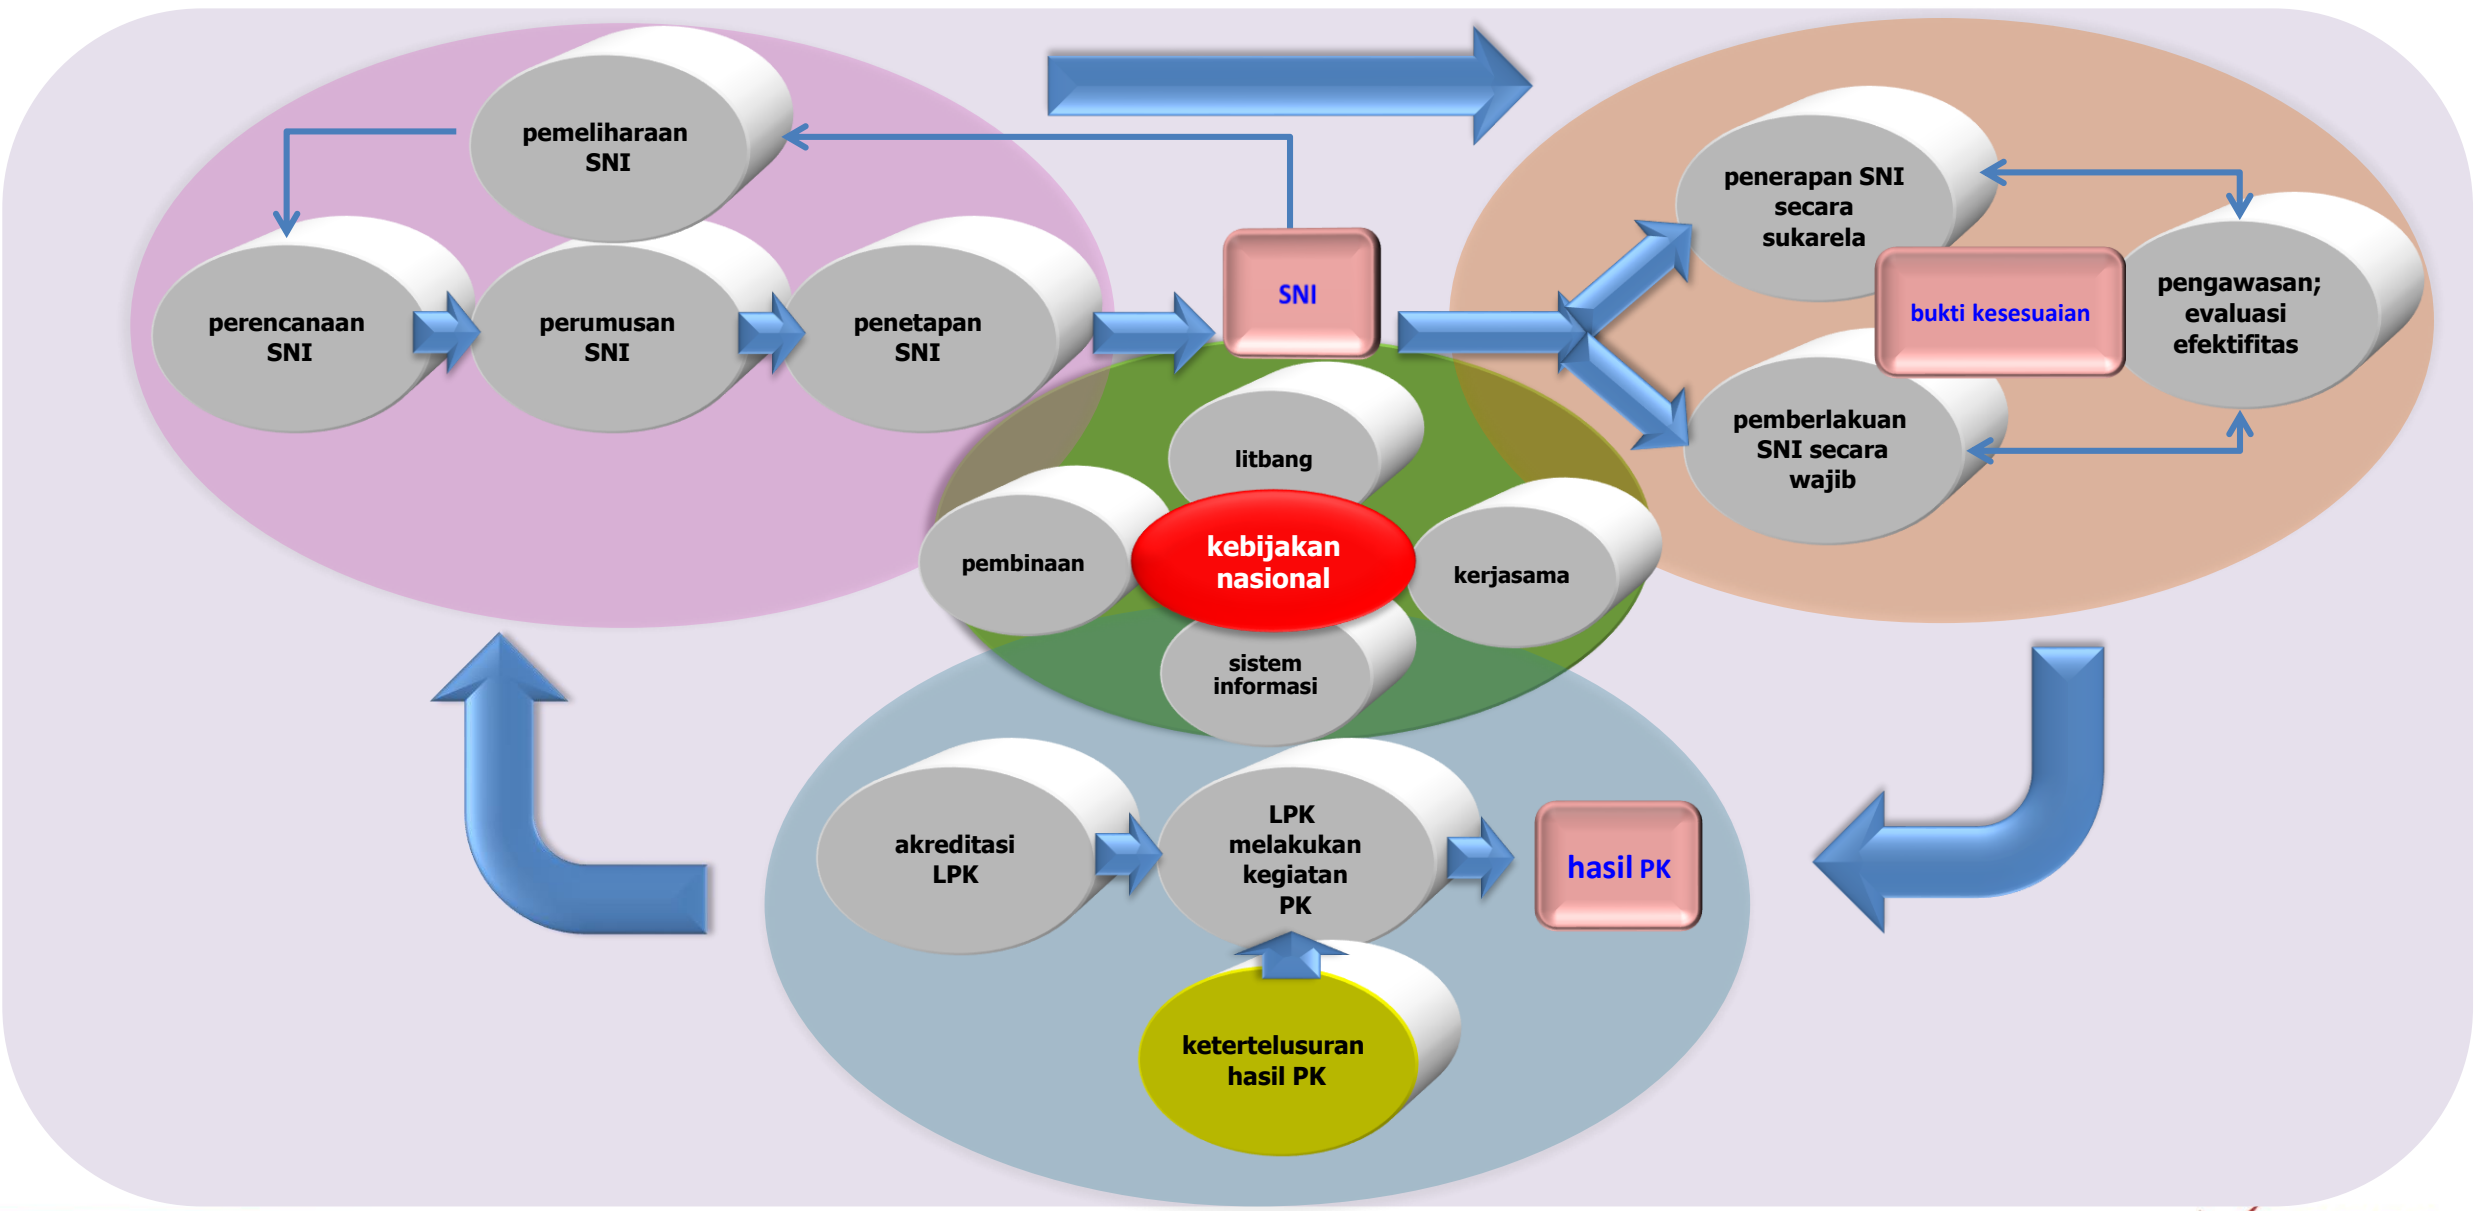 pemeliharaan
SNI
perencanaan
SNI
perumusan
SNI
penetapan
SNI
SNI
penerapan SNI
secara
sukarela
bukti kesesuaian
pengawasan;
evaluasi
efektifitas
pemberlakuan
SNI secara
wajib
litbang
pembinaan
kebijakan
nasional
kerjasama
sistem
informasi
akreditasi
LPK
LPK
melakukan
kegiatan
PK
hasil PK
ketertelusuran
hasil PK